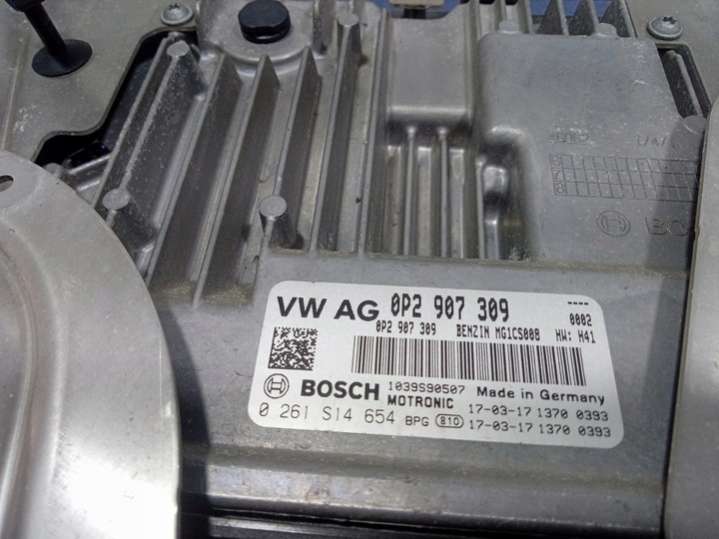 VW AG 0P2 907 309 ----
0P2 907 309 BENZIN MG1CS008 0002
HW: H41
BOSCH 1039S90507 Made in Germany
MOTRONIC 17-03-17 1370 0393
0 261 S14 654 BPG 810 17-03-17 1370 0393